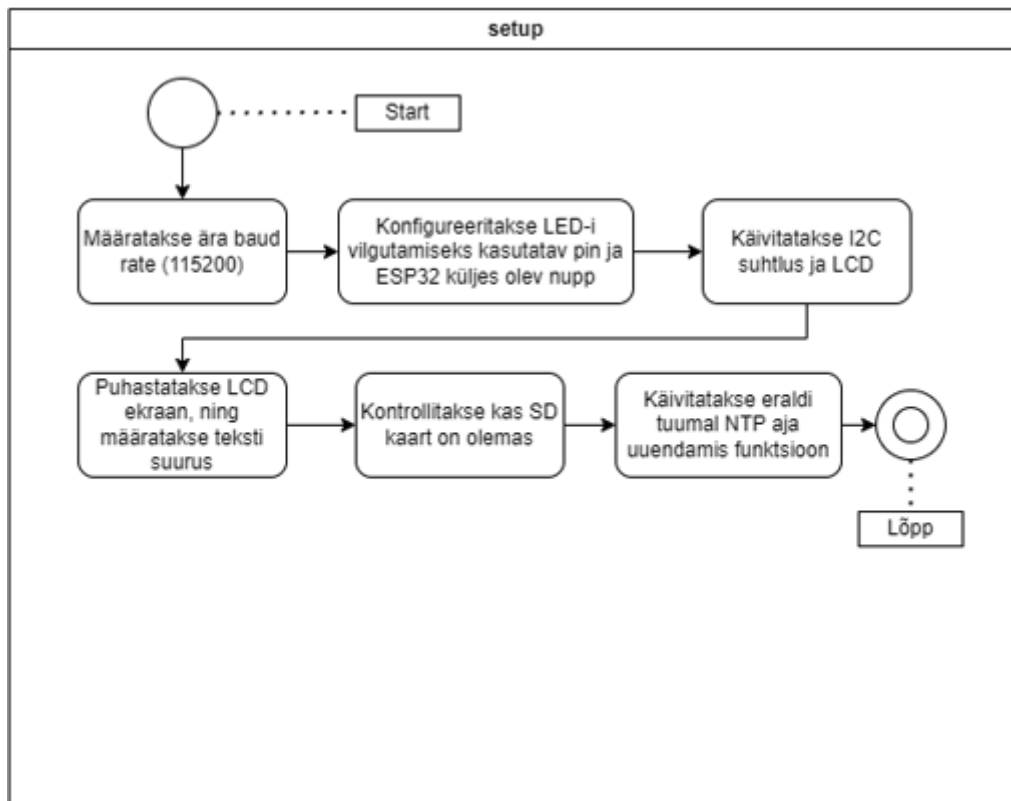 setup
Start
Määratakse ära baud
rate (115200)
Konfigureeritakse LED-i
vilgutamiseks kasutatav pin ja
ESP32 küljes olev nupp
Käivitatakse I2C
suhtlus ja LCD
Puhastatakse LCD
ekraan, ning
määratakse teksti
suurus
Kontrollitakse kas SD
kaart on olemas
Käivitatakse eraldi
tuumal NTP aja
uuendamis funktsioon
Lõpp